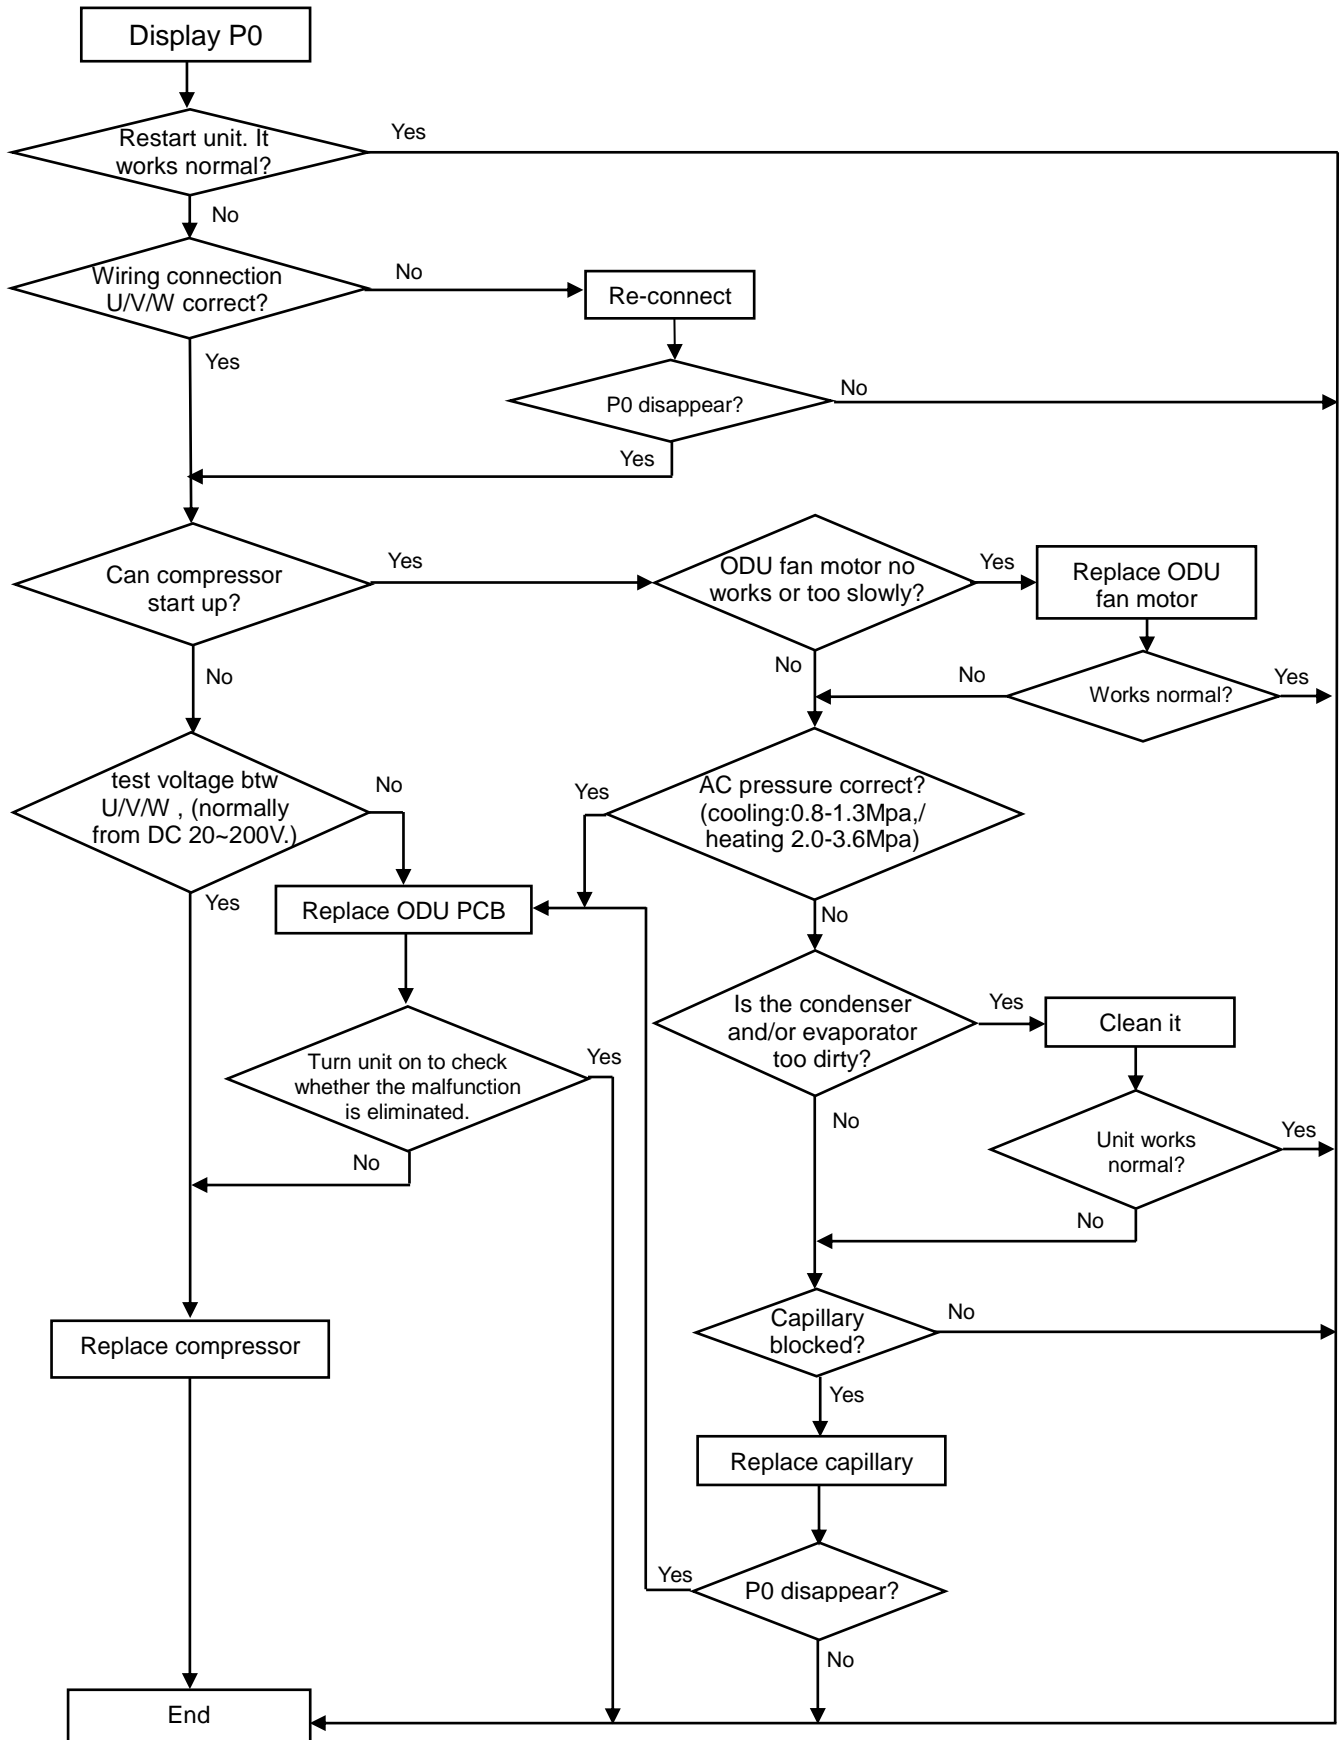 Display P0
Restart unit. It
works normal?
Yes
No
Wiring connection
U/V/W correct?
No
Re-connect
Yes
P0 disappear?
No
Yes
Can compressor
start up?
Yes
ODU fan motor no
works or too slowly?
Yes
Replace ODU
fan motor
No
No
No
Works normal?
Yes
test voltage btw
U/V/W , (normally
from DC 20~200V.)
No
Yes
AC pressure correct?
(cooling:0.8-1.3Mpa,/
heating 2.0-3.6Mpa)
Yes
Replace ODU PCB
No
Is the condenser
and/or evaporator
too dirty?
Yes
Clean it
Turn unit on to check
whether the malfunction
is eliminated.
Yes
No
No
Unit works
normal?
Yes
No
Capillary
blocked?
No
Replace compressor
Yes
Replace capillary
Yes
P0 disappear?
No
End